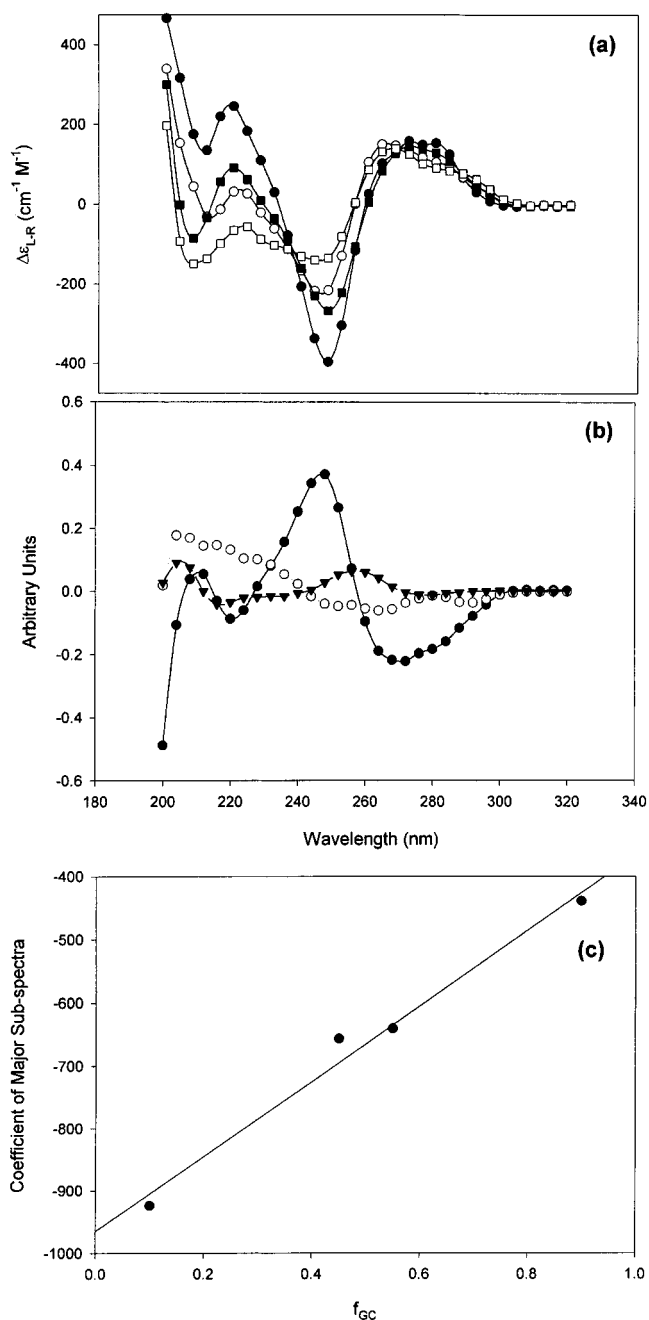 (a)
400
200
0
-200
-400
Δε L-R (cm⁻¹ M⁻¹)
(b)
0.6
0.4
0.2
0.0
-0.2
-0.4
-0.6
Arbitrary Units
180 200 220 240 260 280 300 320 340
Wavelength (nm)
(c)
-400
-500
-600
-700
-800
-900
-1000
Coefficient of Major Sub-spectra
0.0 0.2 0.4 0.6 0.8 1.0
f GC